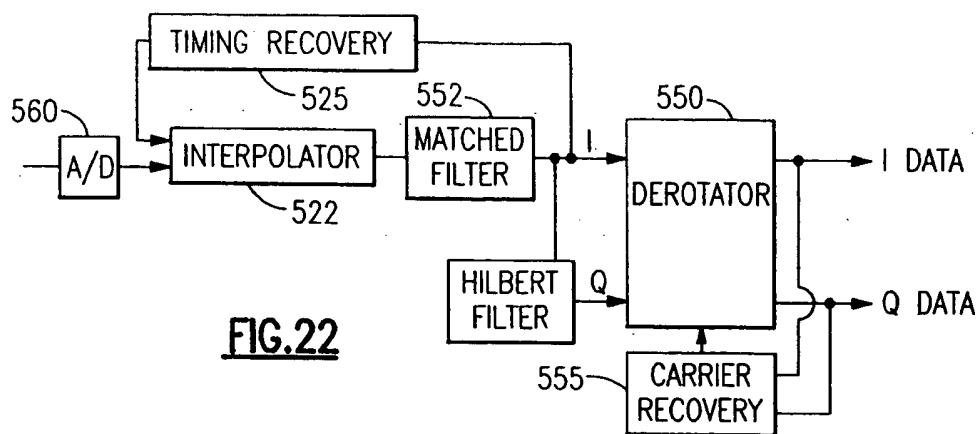 TIMING RECOVERY
525
560
552
550
A/D
INTERPOLATOR
522
MATCHED
FILTER
I
DEROTATOR
I DATA
HILBERT
FILTER
Q
Q DATA
FIG.22
555
CARRIER
RECOVERY